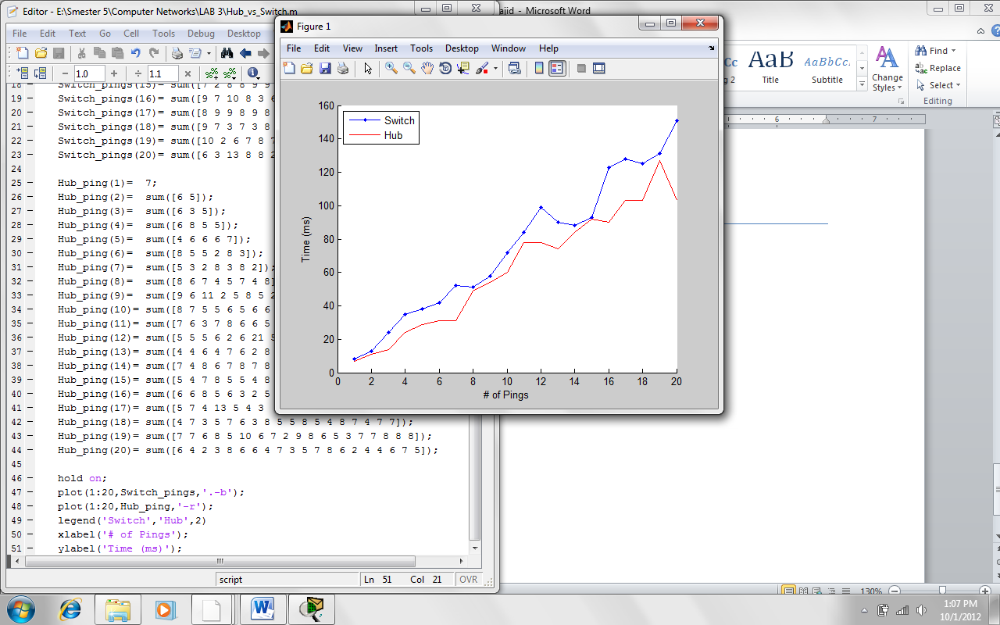 Editor - E:\Smester 5\Computer Networks\LAB 3\Hub_vs_Switch.m
ajid - Microsoft Word
File Edit Text Go Cell Tools Debug Desktop
1.0
1.1
18 Switch_pings(15)= sum([7 2 8 8 9 9
19 Switch_pings(16)= sum([9 7 10 8 3 6
20 Switch_pings(17)= sum([8 9 9 8 9 8
21 Switch_pings(18)= sum([9 7 3 7 3 8
22 Switch_pings(19)= sum([10 2 6 7 8 7
23 Switch_pings(20)= sum([6 3 13 8 8 2
24
25 Hub_ping(1)= 7;
26 Hub_ping(2)= sum([6 5]);
27 Hub_ping(3)= sum([6 3 5]);
28 Hub_ping(4)= sum([6 8 5 5]);
29 Hub_ping(5)= sum([4 6 6 6 7]);
30 Hub_ping(6)= sum([8 5 5 2 8 3]);
31 Hub_ping(7)= sum([5 3 2 8 3 8 2]);
32 Hub_ping(8)= sum([8 6 7 4 5 7 4 8]
33 Hub_ping(9)= sum([9 6 11 2 5 8 5 2
34 Hub_ping(10)= sum([8 7 5 5 6 5 6 6
35 Hub_ping(11)= sum([7 6 3 7 8 6 6 5
36 Hub_ping(12)= sum([5 5 5 6 2 6 21 5
37 Hub_ping(13)= sum([4 4 6 4 7 6 2 8
38 Hub_ping(14)= sum([7 4 8 6 7 8 7 8
39 Hub_ping(15)= sum([5 4 7 8 5 5 4 8
40 Hub_ping(16)= sum([6 6 8 5 6 3 2 5
41 Hub_ping(17)= sum([5 7 4 13 5 4 3
42 Hub_ping(18)= sum([4 7 3 5 7 6 3 8 5 5 8 5 4 8 7 4 7 7]);
43 Hub_ping(19)= sum([7 7 6 8 5 10 6 7 2 9 8 6 5 3 7 7 8 8 8]);
44 Hub_ping(20)= sum([6 4 2 3 8 6 6 4 7 3 5 7 8 6 2 4 4 6 7 5]);
45
46 hold on;
47 plot(1:20,Switch_pings,'.-b');
48 plot(1:20,Hub_ping,'-r');
49 legend('Switch','Hub',2)
50 xlabel('# of Pings');
51 ylabel('Time (ms)');
script
Ln 51 Col 21 OVR
Figure 1
File Edit View Insert Tools Desktop Window Help
Switch
Hub
160
140
120
100
80
60
40
20
0
Time (ms)
0 2 4 6 8 10 12 14 16 18 20
# of Pings
Cc
g 2
AaB
Title
AaBbCc.
Subtitle
Change
Styles
Find
Replace
Select
Editing
6
7
130%
1:07 PM
10/1/2012